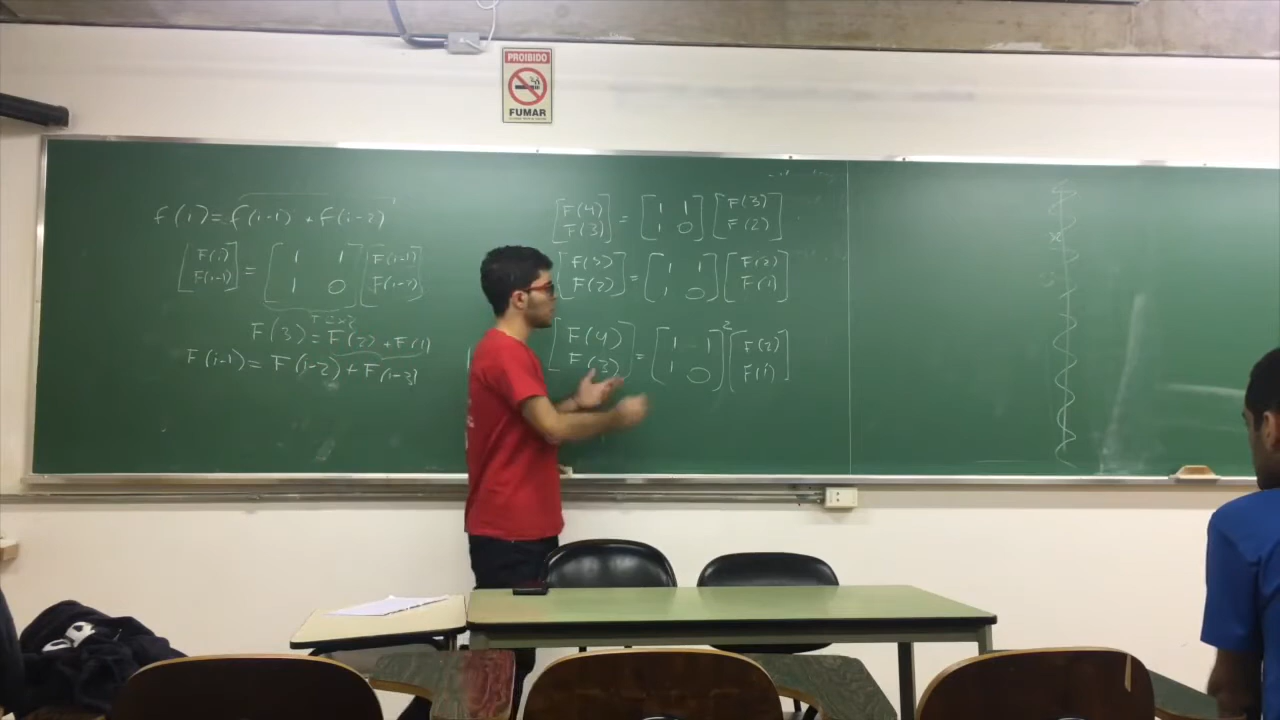 PROIBIDO
FUMAR
f(i) = f(i-1) + f(i-2)
[F(i) F(i-1)] = [1 1 1 0] [F(i-1) F(i-2)]
2x2
F(3) = F(2) + F(1)
F(i-1) = F(i-2) + F(i-3)
[F(4) F(3)] = [1 1 1 0] [F(3) F(2)]
[F(3) F(2)] = [1 1 1 0] [F(2) F(1)]
[F(4) F(3)] = [1 1 1 0]² [F(2) F(1)]